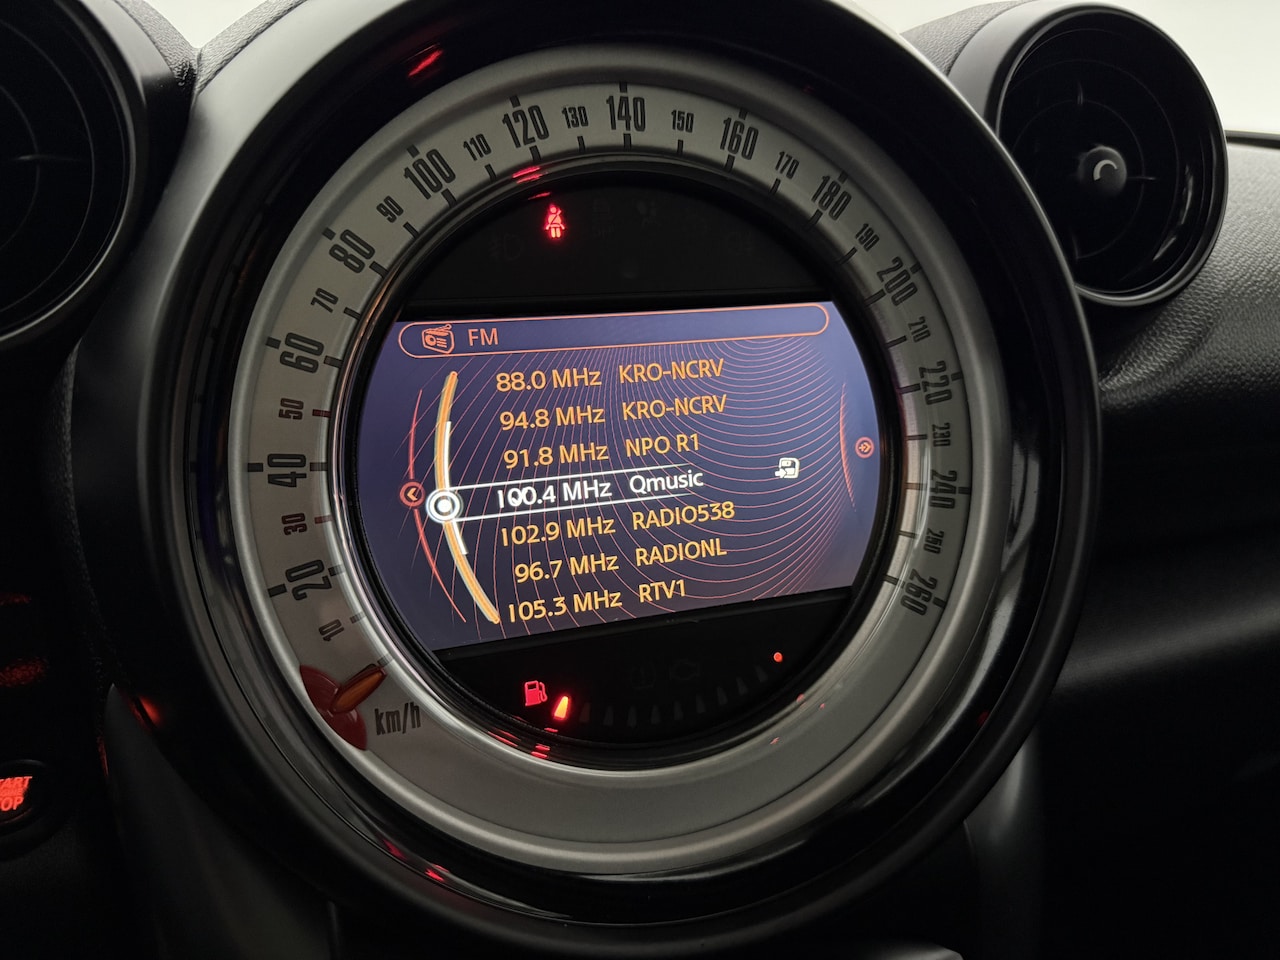 10
20
30
40
50
60
70
80
90
100
110
120
130
140
150
160
170
180
190
200
210
220
230
240
250
260
km/h
FM
88.0 MHz KRO-NCRV
94.8 MHz KRO-NCRV
91.8 MHz NPO R1
100.4 MHz Qmusic
102.9 MHz RADIO538
96.7 MHz RADIONL
105.3 MHz RTV1
START
STOP